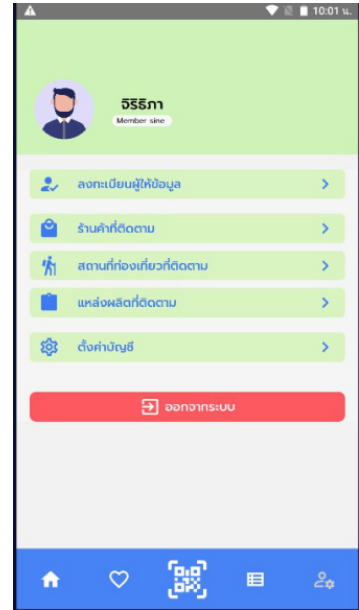 10:01 น.
จิริธิภา
Member sine
ลงทะเบียนผู้ให้ข้อมูล
ร้านค้าที่ติดตาม
สถานที่ท่องเที่ยวที่ติดตาม
แหล่งผลิตที่ติดตาม
ตั้งค่าบัญชี
ออกจากระบบ